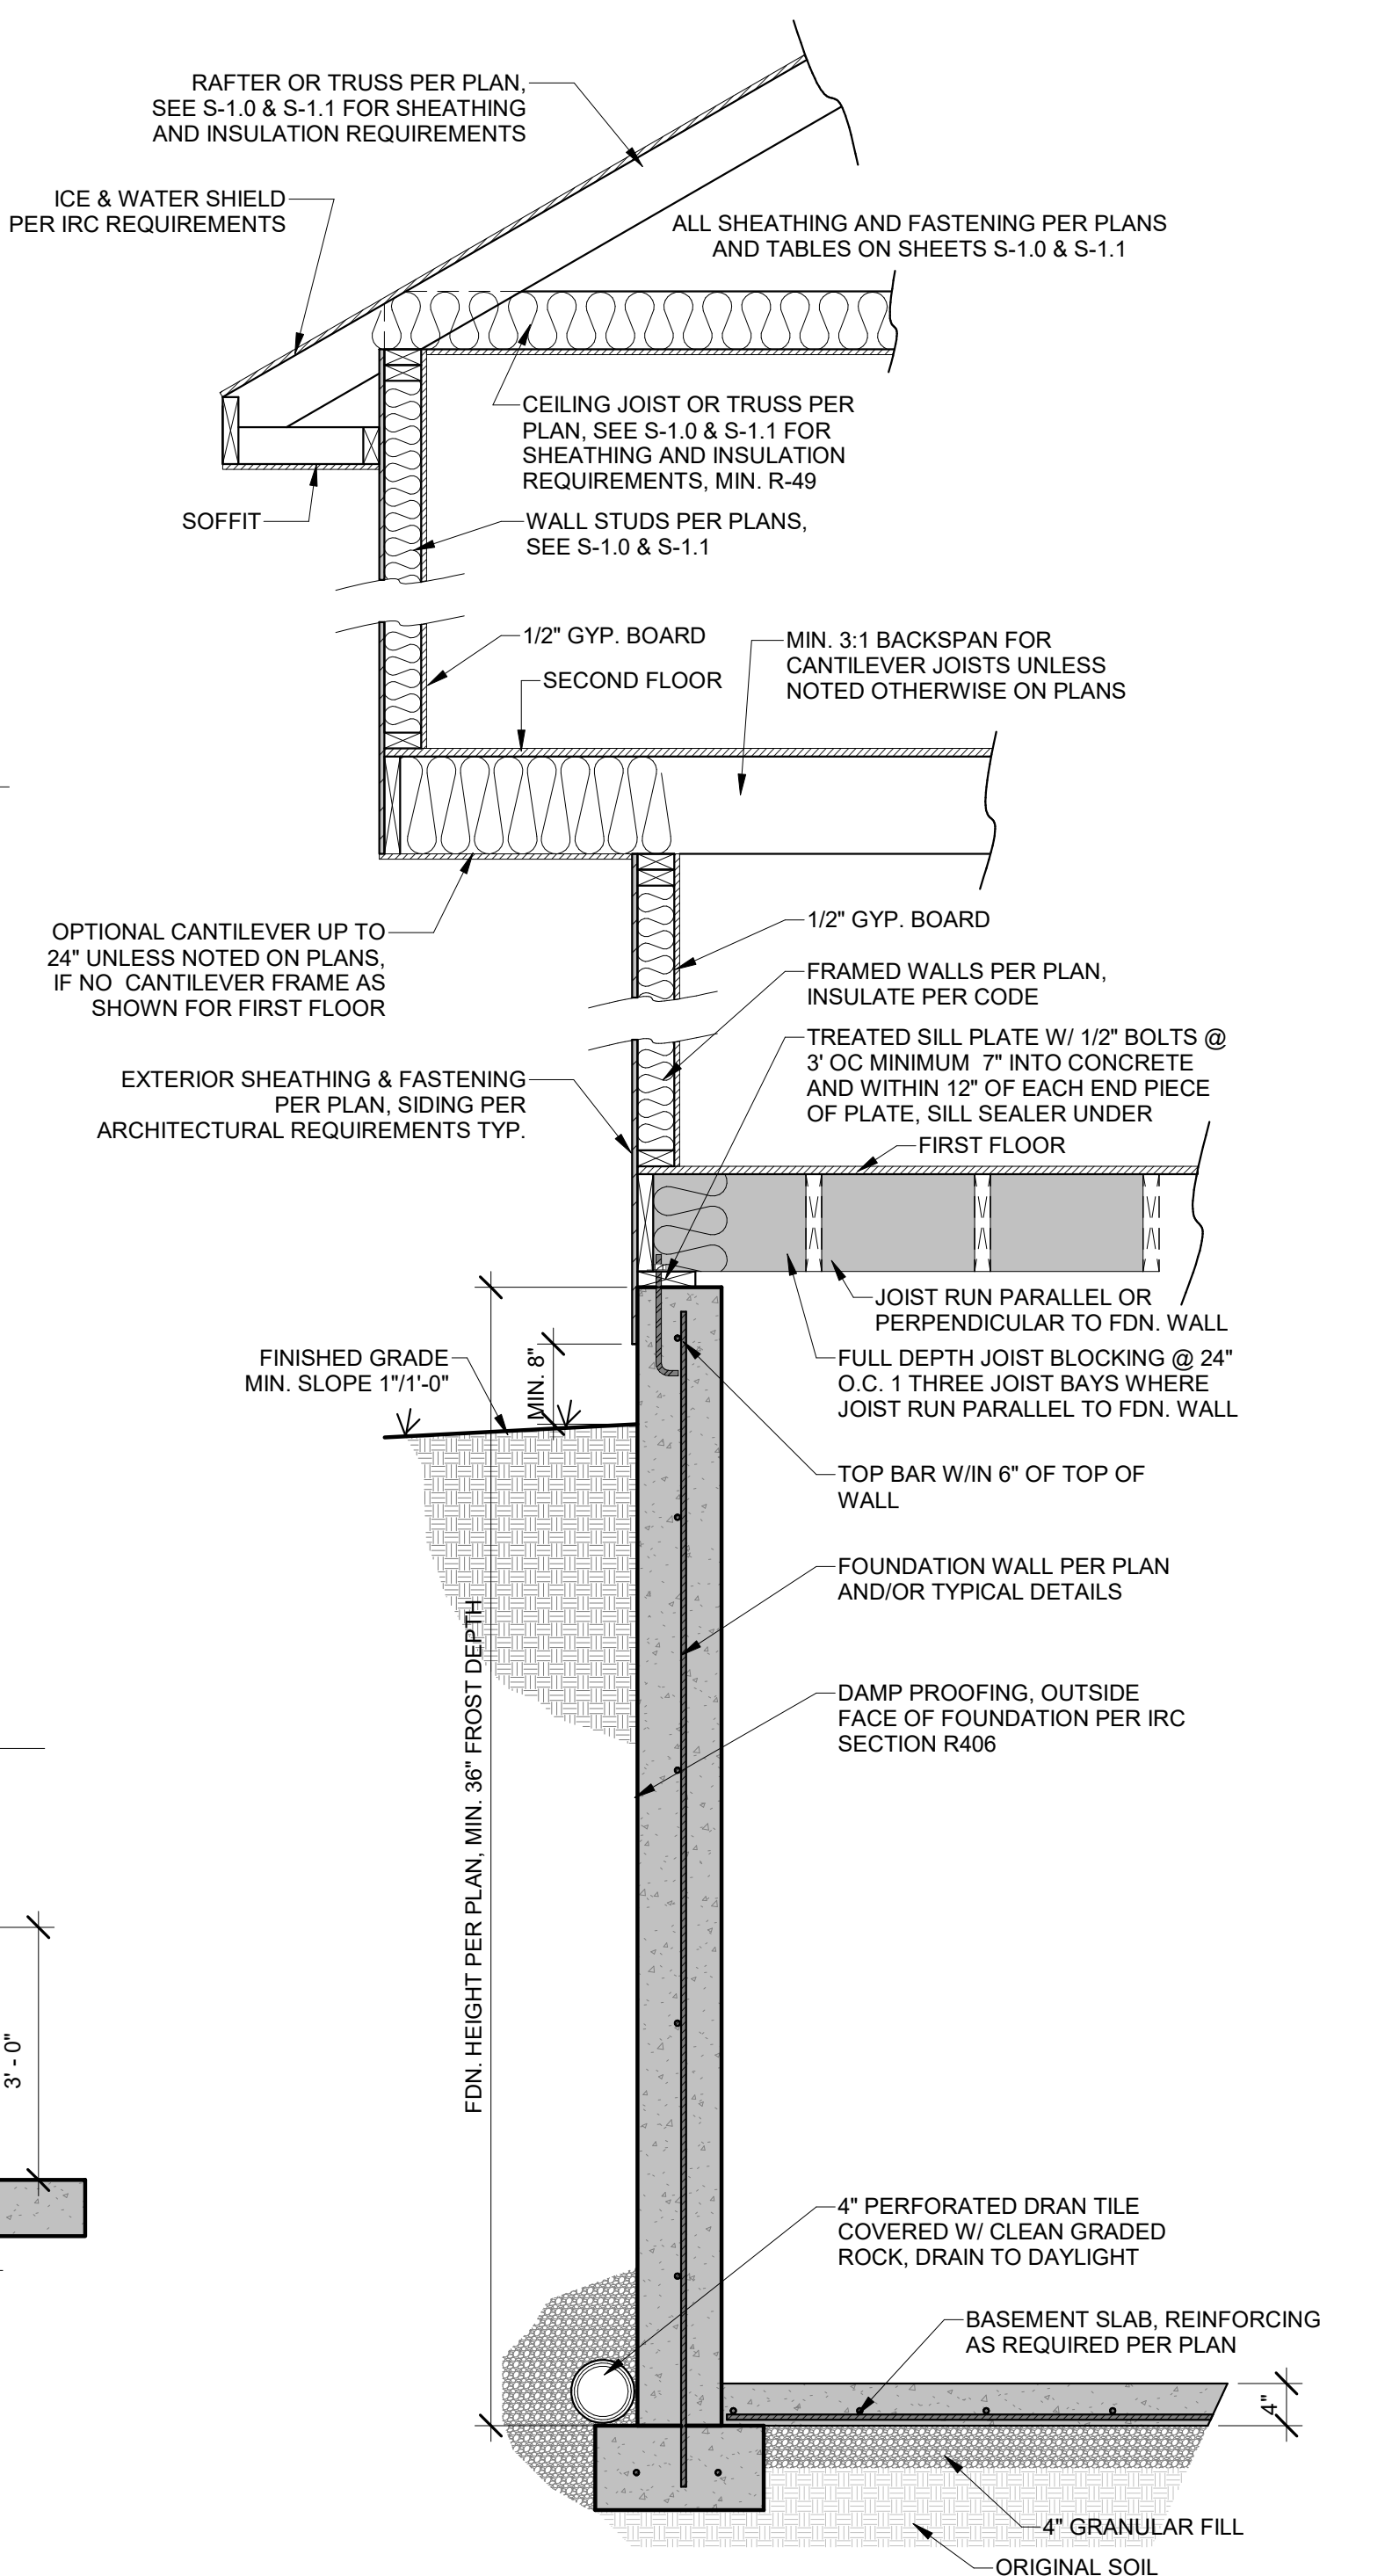 RAFTER OR TRUSS PER PLAN,
SEE S-1.0 & S-1.1 FOR SHEATHING
AND INSULATION REQUIREMENTS
ICE & WATER SHIELD
PER IRC REQUIREMENTS
ALL SHEATHING AND FASTENING PER PLANS
AND TABLES ON SHEETS S-1.0 & S-1.1
CEILING JOIST OR TRUSS PER
PLAN, SEE S-1.0 & S-1.1 FOR
SHEATHING AND INSULATION
REQUIREMENTS, MIN. R-49
SOFFIT
WALL STUDS PER PLANS,
SEE S-1.0 & S-1.1
1/2" GYP. BOARD
SECOND FLOOR
MIN. 3:1 BACKSPAN FOR
CANTILEVER JOISTS UNLESS
NOTED OTHERWISE ON PLANS
OPTIONAL CANTILEVER UP TO
24" UNLESS NOTED ON PLANS,
IF NO CANTILEVER FRAME AS
SHOWN FOR FIRST FLOOR
1/2" GYP. BOARD
FRAMED WALLS PER PLAN,
INSULATE PER CODE
TREATED SILL PLATE W/ 1/2" BOLTS @
3' OC MINIMUM 7" INTO CONCRETE
AND WITHIN 12" OF EACH END PIECE
OF PLATE, SILL SEALER UNDER
EXTERIOR SHEATHING & FASTENING
PER PLAN, SIDING PER
ARCHITECTURAL REQUIREMENTS TYP.
FIRST FLOOR
JOIST RUN PARALLEL OR
PERPENDICULAR TO FDN. WALL
FINISHED GRADE
MIN. SLOPE 1"/1'-0"
MIN. 8"
FULL DEPTH JOIST BLOCKING @ 24"
O.C. 1 THREE JOIST BAYS WHERE
JOIST RUN PARALLEL TO FDN. WALL
TOP BAR W/IN 6" OF TOP OF
WALL
FOUNDATION WALL PER PLAN
AND/OR TYPICAL DETAILS
FDN. HEIGHT PER PLAN, MIN. 36" FROST DEPTH
DAMP PROOFING, OUTSIDE
FACE OF FOUNDATION PER IRC
SECTION R406
3' - 0"
4" PERFORATED DRAN TILE
COVERED W/ CLEAN GRADED
ROCK, DRAIN TO DAYLIGHT
BASEMENT SLAB, REINFORCING
AS REQUIRED PER PLAN
4"
4" GRANULAR FILL
ORIGINAL SOIL